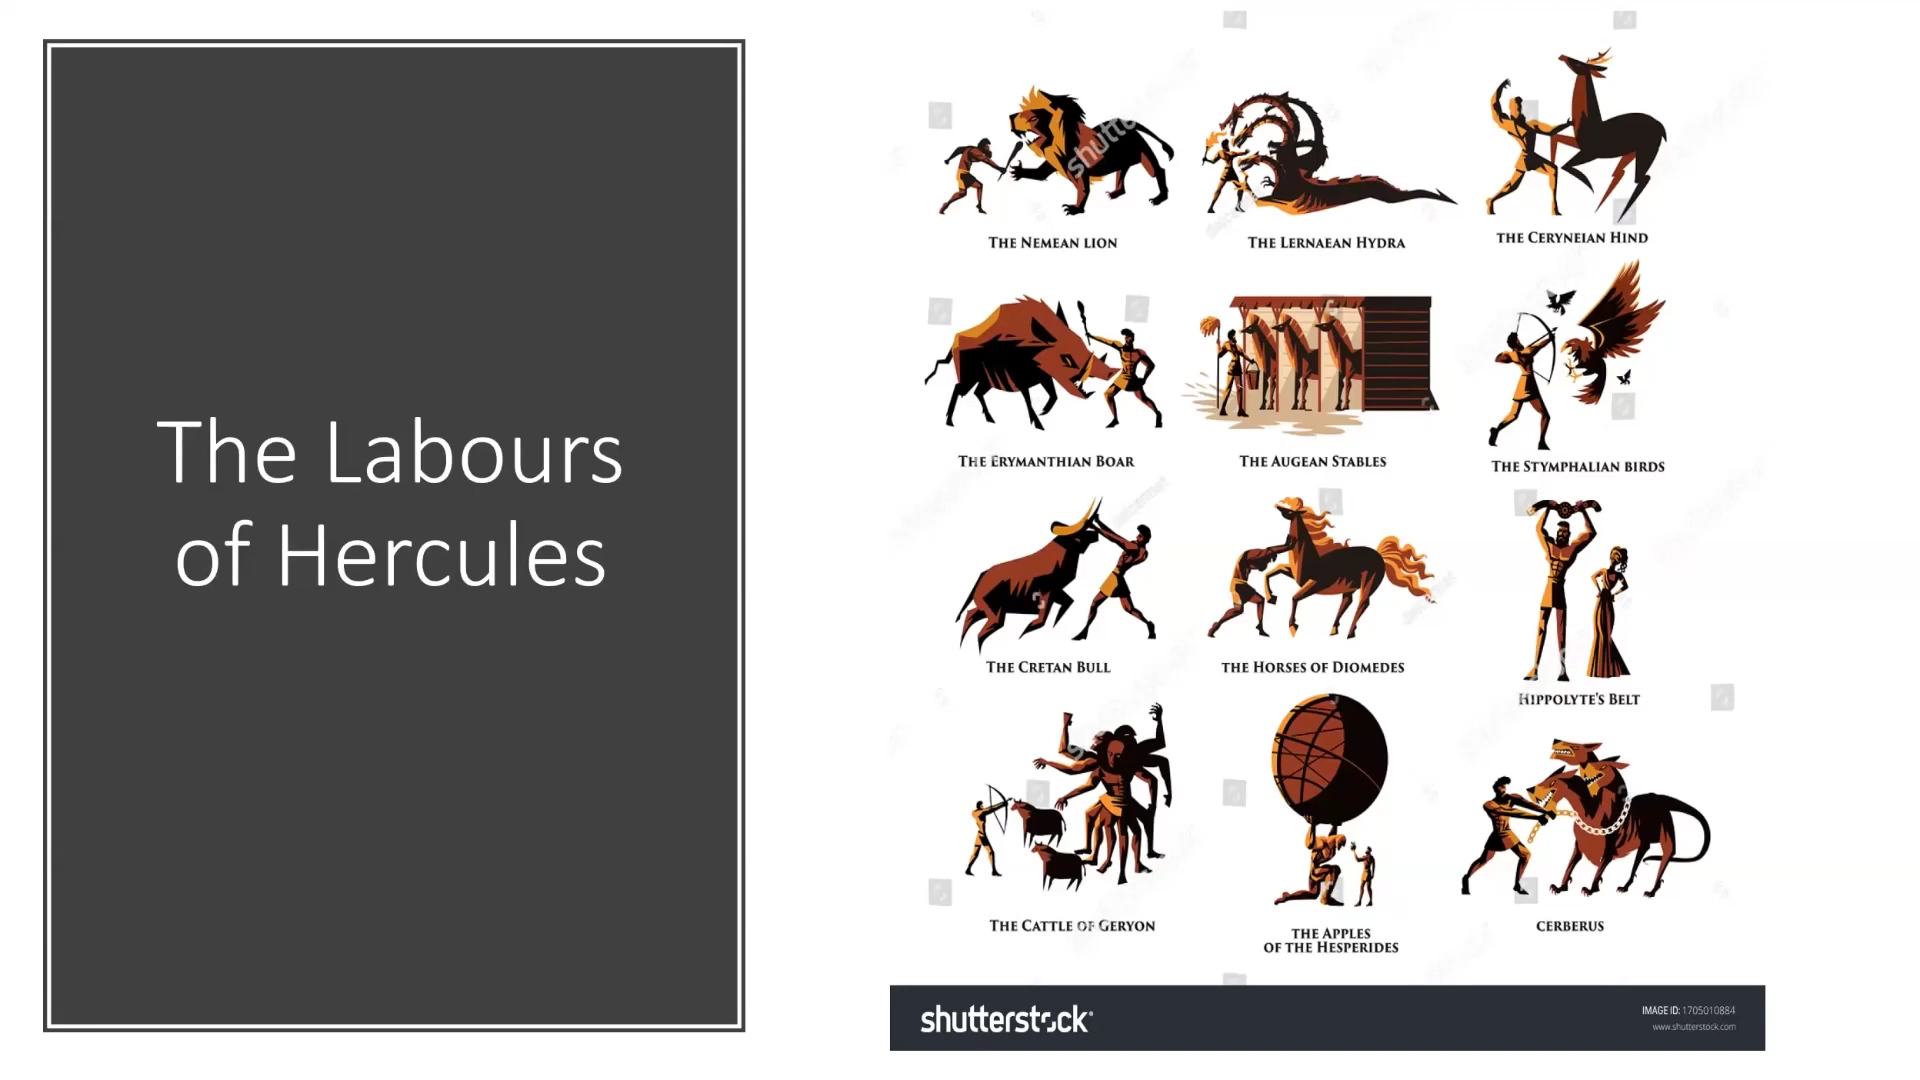 The Labours
of Hercules
THE NEMEAN LION
THE LERNAEAN HYDRA
THE CERYNEIAN HIND
THE ERYMANTHIAN BOAR
THE AUGEAN STABLES
THE STYMPHALIAN BIRDS
THE CRETAN BULL
THE HORSES OF DIOMEDES
HIPPOLYTE'S BELT
THE CATTLE OF GERYON
THE APPLES
OF THE HESPERIDES
CERBERUS
shutterstock
IMAGE ID: 1705010884
www.shutterstock.com